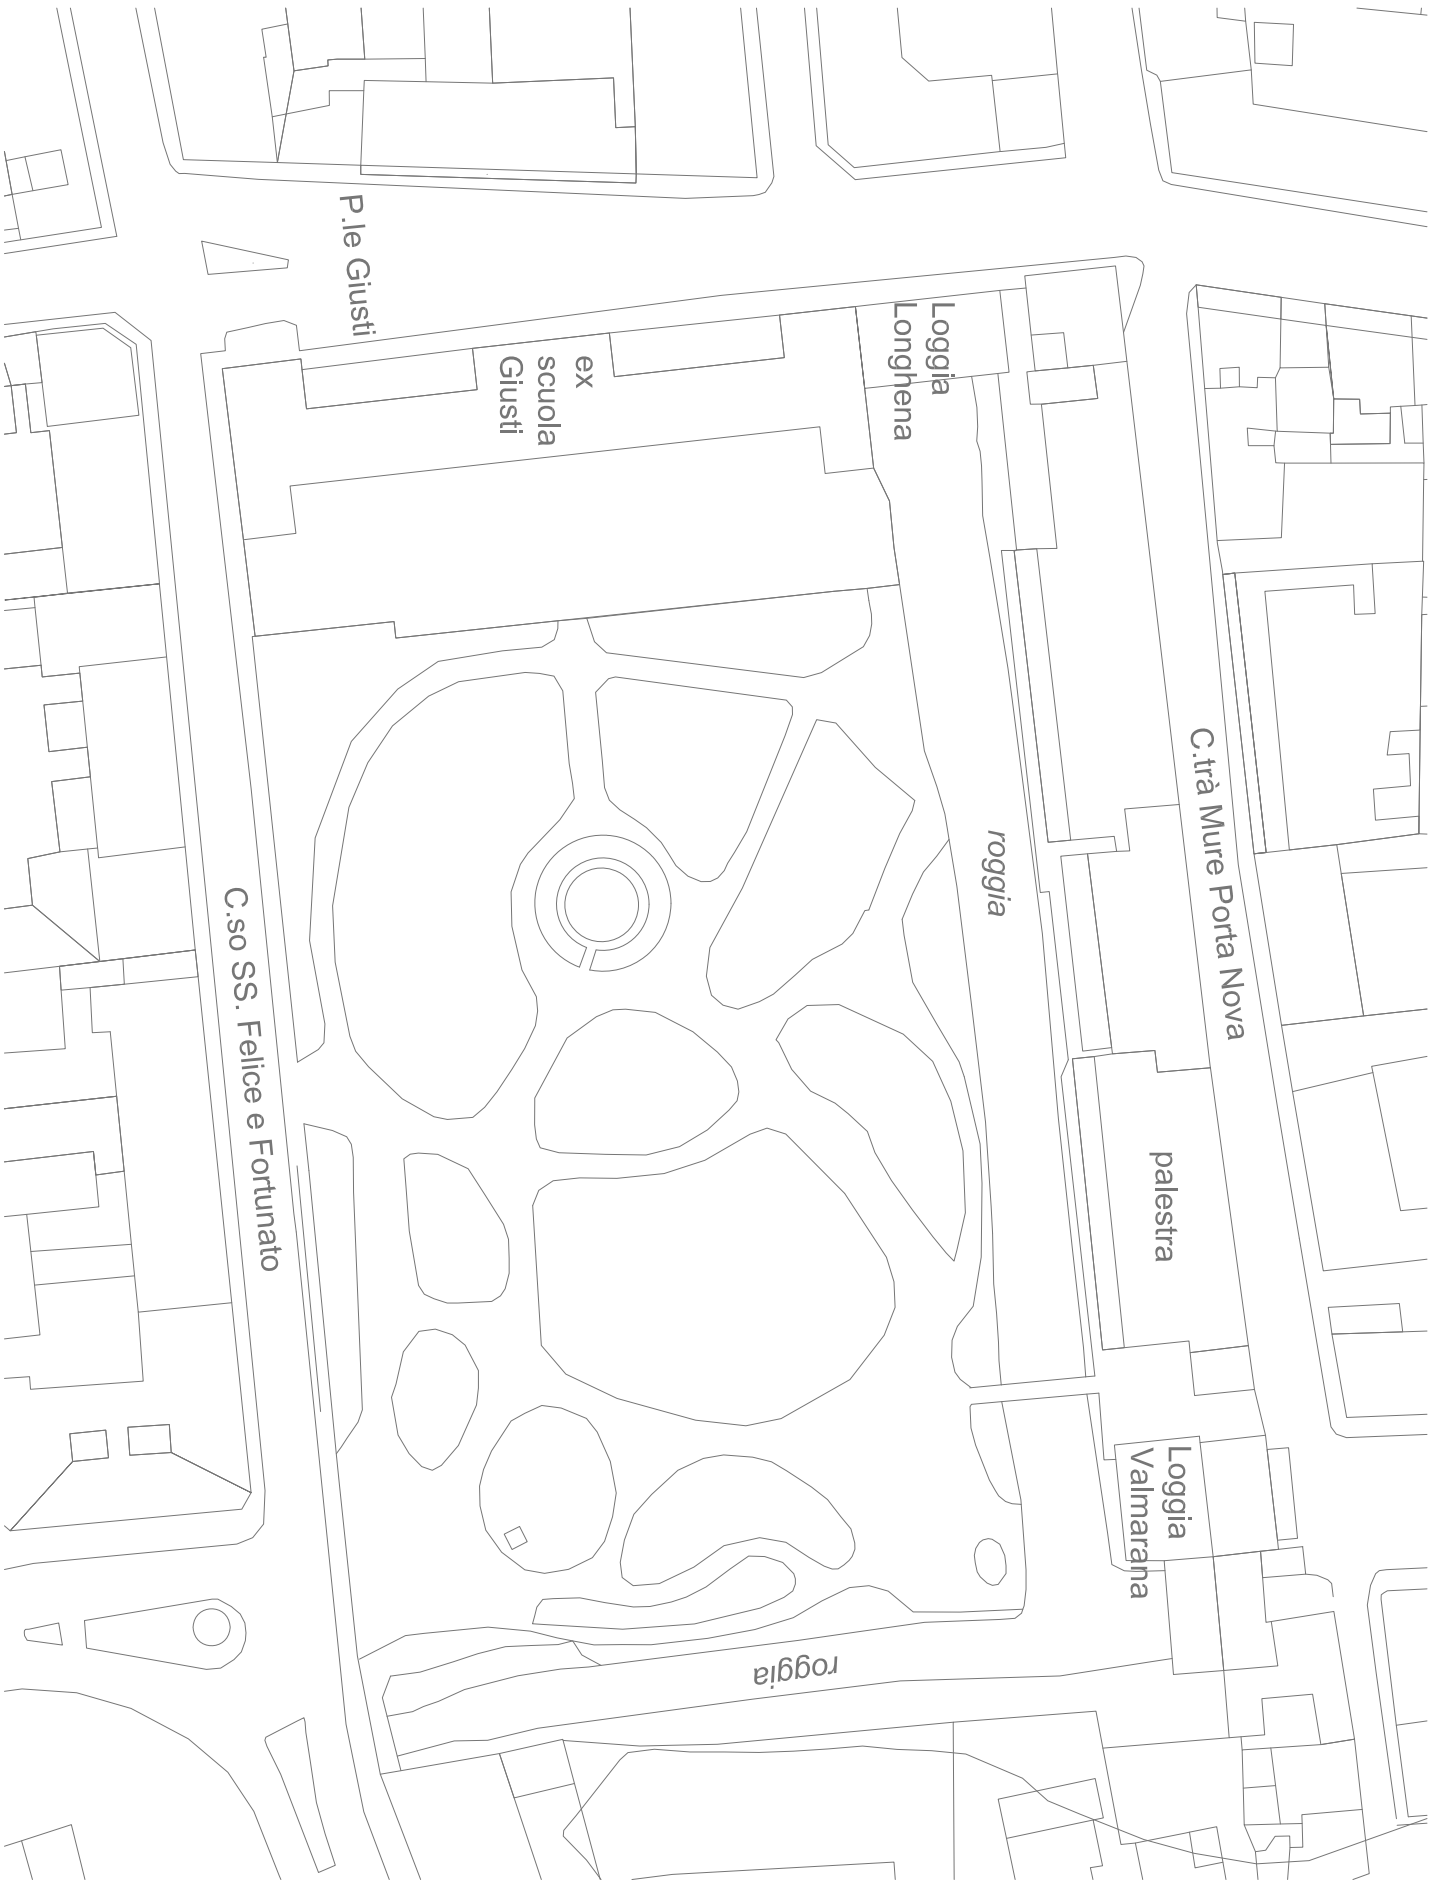 P.le Giusti
ex
scuola
Giusti
Loggia
Longhena
roggia
C.trà Mure Porta Nova
C.so SS. Felice e Fortunato
palestra
Loggia
Valmarana
roggia